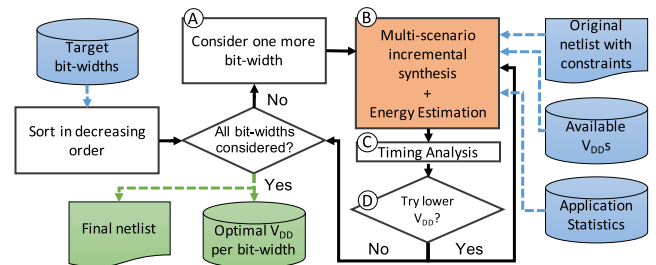 Target
bit-widths
Sort in decreasing
order
A
Consider one more
bit-width
No
All bit-widths
considered?
Yes
Final netlist
Optimal VDD
per bit-width
B
Multi-scenario
incremental
synthesis
+
Energy Estimation
C
Timing Analysis
D
Try lower
VDD?
No
Yes
Original
netlist with
constraints
Available
VDDs
Application
Statistics